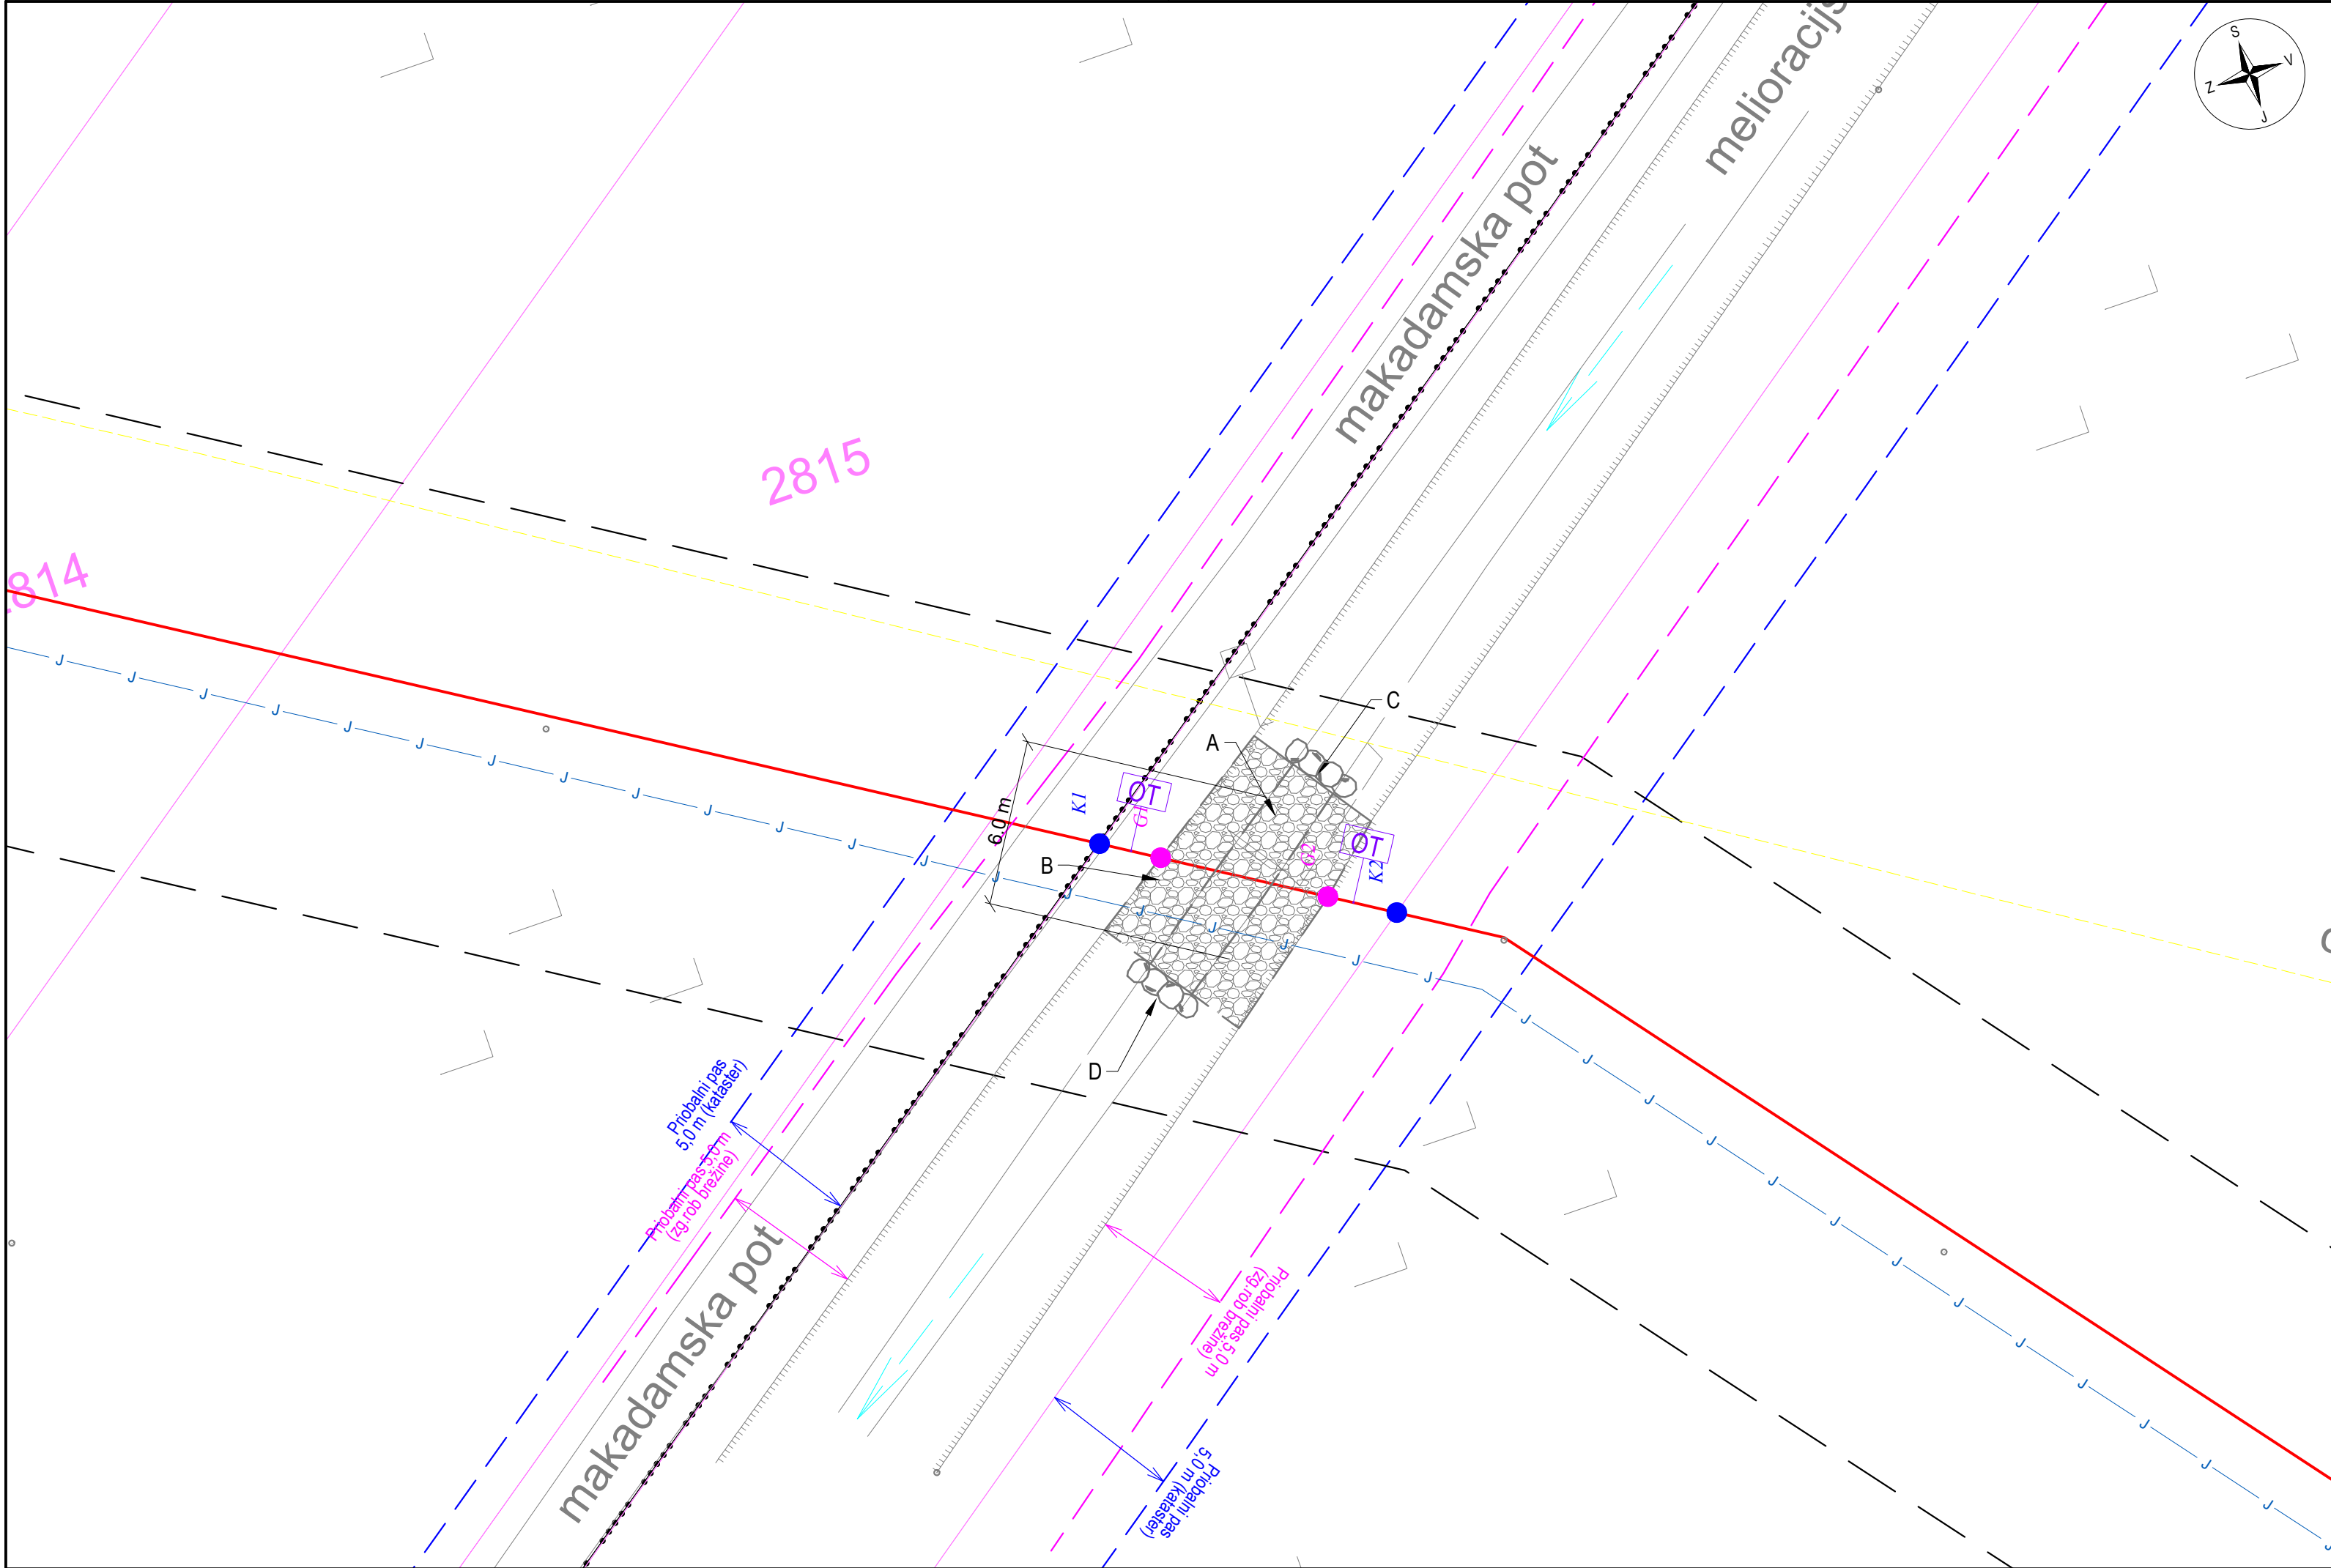 S
V
Z
J
melioracijs
makadamska pot
2815
814
C
A
K1
OT
G1
6,0 m
B
OT
G2
K2
D
Priobalni pas
5,0 m (kataster)
Priobalni pas 5,0 m
(zg.rob brežine)
makadamska pot
Priobalni pas 5,0 m
(zg.rob brežine)
Priobalni pas
5,0 m (kataster)
J J J J J J J J J J J J J J J J J J J J
J J J J J J J J J J J J J J